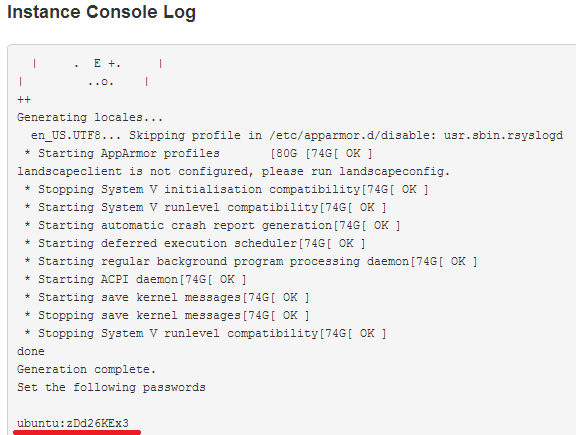 Instance Console Log
| . E +. |
| ..o. |
++
Generating locales...
en_US.UTF8... Skipping profile in /etc/apparmor.d/disable: usr.sbin.rsyslogd
* Starting AppArmor profiles [80G [74G[ OK ]
landscapeclient is not configured, please run landscapeconfig.
* Stopping System V initialisation compatibility[74G[ OK ]
* Starting System V runlevel compatibility[74G[ OK ]
* Starting automatic crash report generation[74G[ OK ]
* Starting deferred execution scheduler[74G[ OK ]
* Starting regular background program processing daemon[74G[ OK ]
* Starting ACPI daemon[74G[ OK ]
* Starting save kernel messages[74G[ OK ]
* Stopping save kernel messages[74G[ OK ]
* Stopping System V runlevel compatibility[74G[ OK ]
done
Generation complete.
Set the following passwords
ubuntu:zDd26KEx3